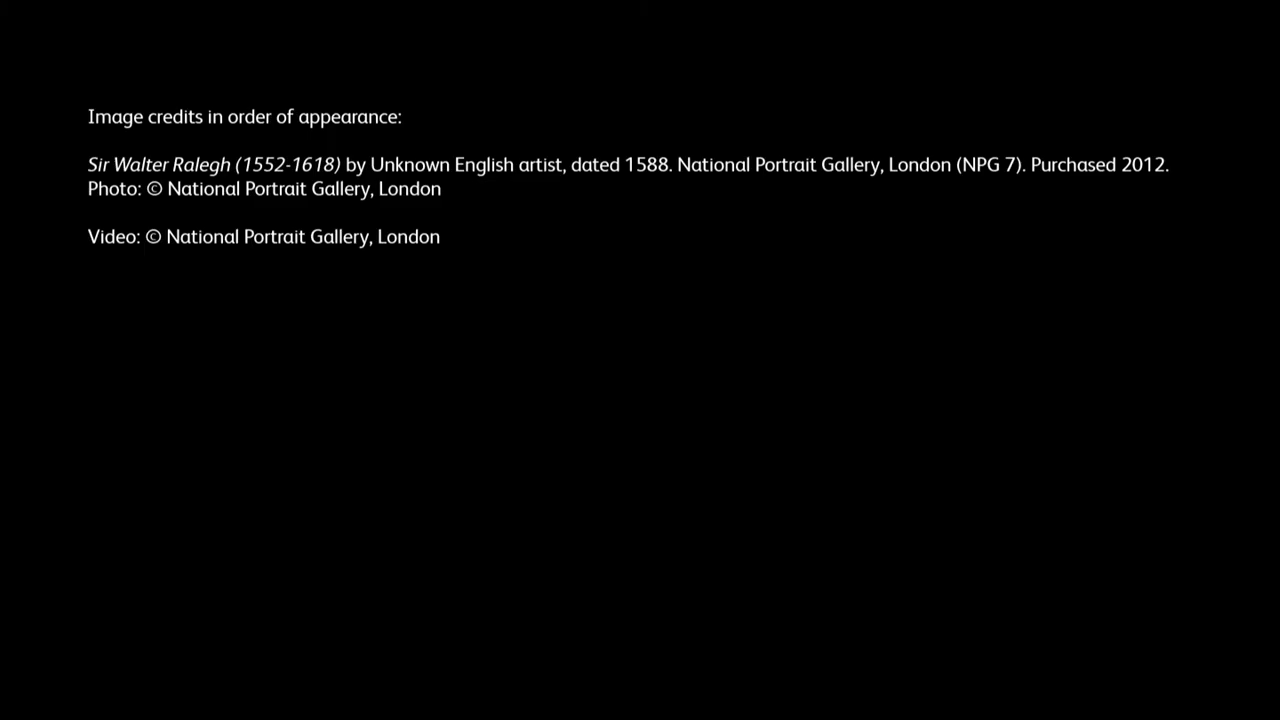 Image credits in order of appearance:
Sir Walter Ralegh (1552-1618) by Unknown English artist, dated 1588. National Portrait Gallery, London (NPG 7). Purchased 2012.
Photo: © National Portrait Gallery, London
Video: © National Portrait Gallery, London